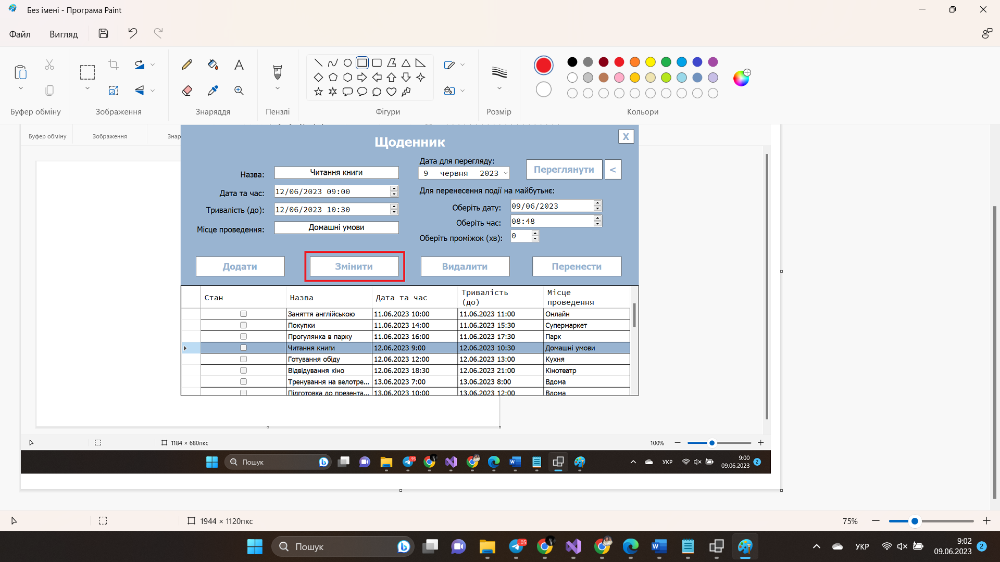 Без імені - Програма Paint
Файл
Вигляд
Буфер обміну
Зображення
Знаряддя
Пензлі
Фігури
Розмір
Кольори
Буфер обміну
Зображення
Знар
Щоденник
X
Назва:
Читання книги
Дата та час:
12/06/2023 09:00
Тривалість (до):
12/06/2023 10:30
Місце проведення:
Домашні умови
Дата для перегляду:
9 червня 2023
Переглянути
<
Для перенесення події на майбутьнє:
Оберіть дату:
09/06/2023
Оберіть час:
08:48
Оберіть проміжок (хв):
0
Додати
Змінити
Видалити
Перенести
Стан Назва Дата та час Тривалість (до) Місце проведення
Заняття англійською 11.06.2023 10:00 11.06.2023 11:00 Онлайн
Покупки 11.06.2023 14:00 11.06.2023 15:30 Супермаркет
Прогулянка в парку 11.06.2023 16:00 11.06.2023 17:30 Парк
Читання книги 12.06.2023 9:00 12.06.2023 10:30 Домашні умови
Готування обіду 12.06.2023 12:00 12.06.2023 13:00 Кухня
Відвідування кіно 12.06.2023 18:30 12.06.2023 21:00 Кінотеатр
Тренування на велотре... 13.06.2023 7:00 13.06.2023 8:00 Вдома
Підготовка до презента... 13.06.2023 10:00 13.06.2023 12:00 Вдома
1184 × 680пкс
100%
Пошук
95
УКР
9:00
09.06.2023
2
1944 × 1120пкс
75%
Пошук
..05
УКР
9:02
09.06.2023
2